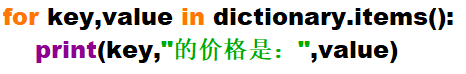 for key,value in dictionary.items():
    print(key,"的价格是：",value)